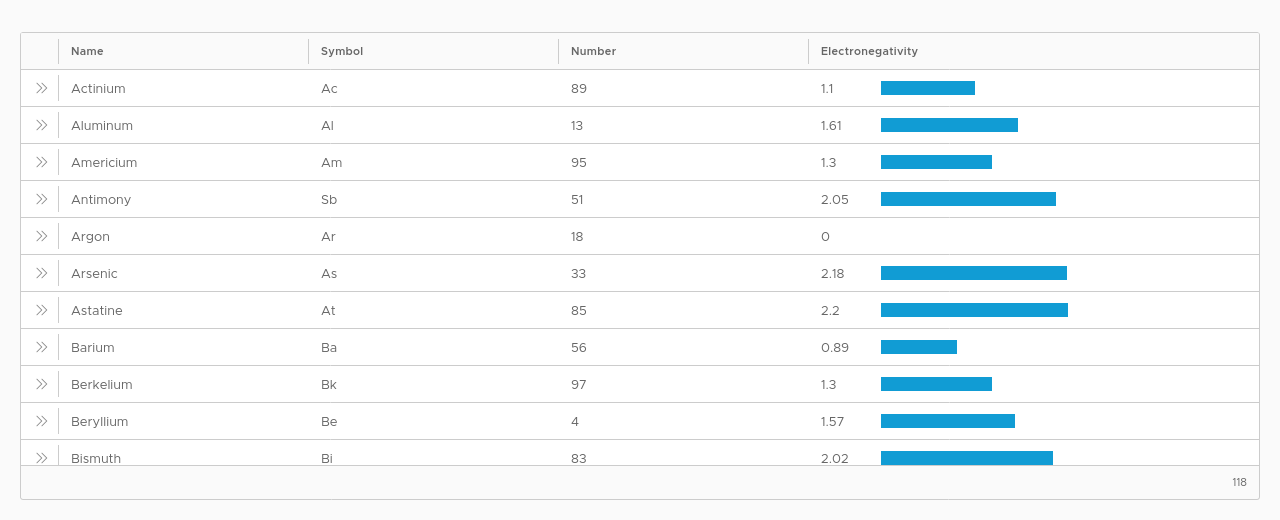 Name Symbol Number Electronegativity
Actinium Ac 89 1.1
Aluminum Al 13 1.61
Americium Am 95 1.3
Antimony Sb 51 2.05
Argon Ar 18 0
Arsenic As 33 2.18
Astatine At 85 2.2
Barium Ba 56 0.89
Berkelium Bk 97 1.3
Beryllium Be 4 1.57
Bismuth Bi 83 2.02
118